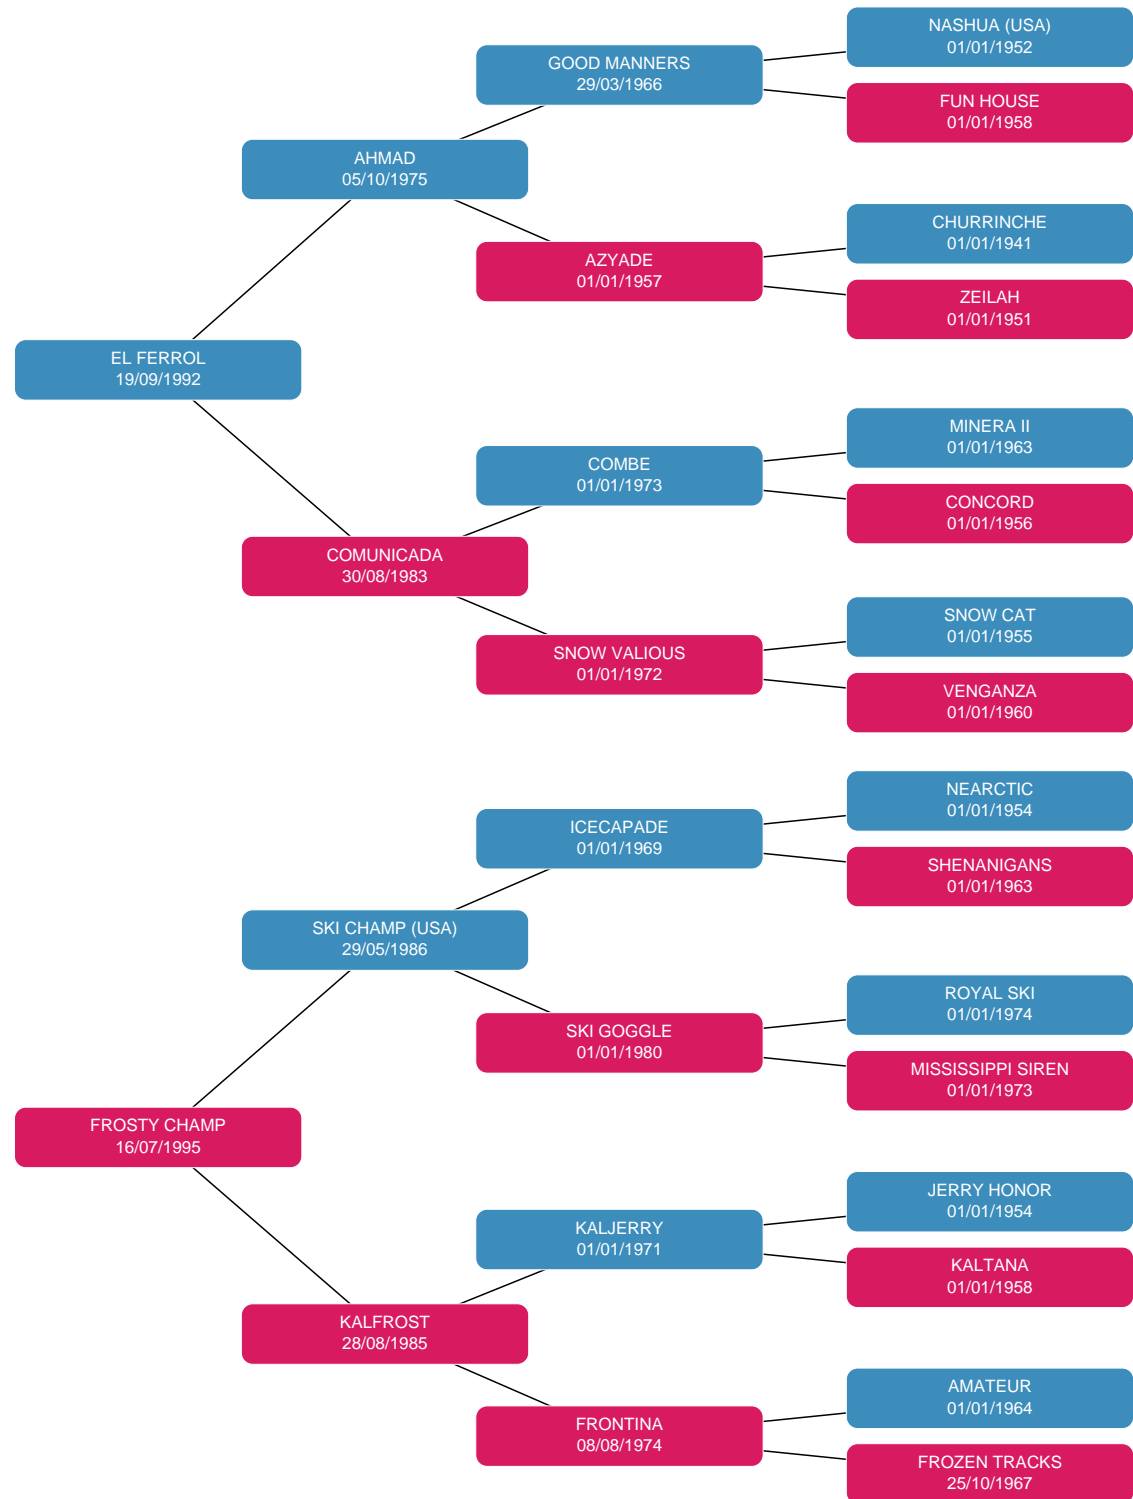 NASHUA (USA)
01/01/1952
GOOD MANNERS
29/03/1966
FUN HOUSE
01/01/1958
AHMAD
05/10/1975
CHURRINCHE
01/01/1941
AZYADE
01/01/1957
ZEILAH
01/01/1951
EL FERROL
19/09/1992
MINERA II
01/01/1963
COMBE
01/01/1973
CONCORD
01/01/1956
COMUNICADA
30/08/1983
SNOW CAT
01/01/1955
SNOW VALIOUS
01/01/1972
VENGANZA
01/01/1960
NEARCTIC
01/01/1954
ICECAPADE
01/01/1969
SHENANIGANS
01/01/1963
SKI CHAMP (USA)
29/05/1986
ROYAL SKI
01/01/1974
SKI GOGGLE
01/01/1980
MISSISSIPPI SIREN
01/01/1973
FROSTY CHAMP
16/07/1995
JERRY HONOR
01/01/1954
KALJERRY
01/01/1971
KALTANA
01/01/1958
KALFROST
28/08/1985
AMATEUR
01/01/1964
FRONTINA
08/08/1974
FROZEN TRACKS
25/10/1967